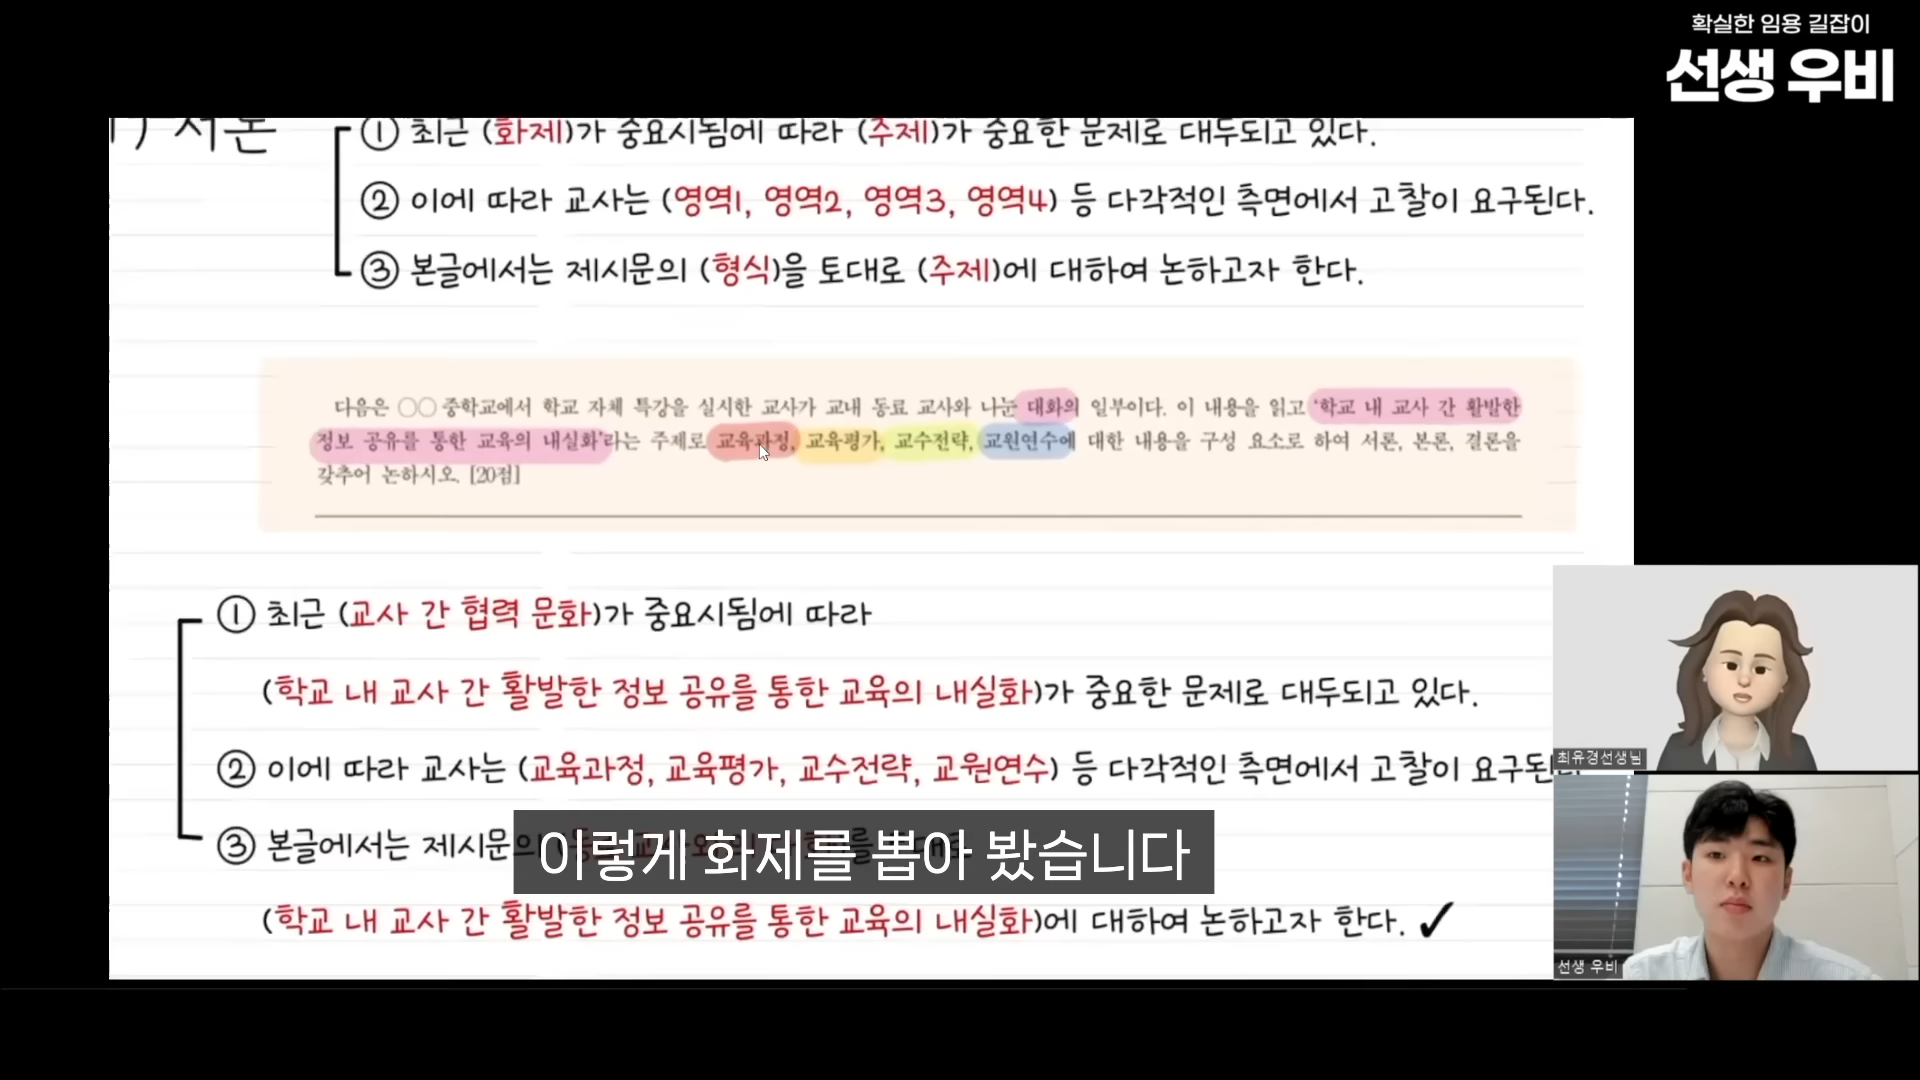 확실한 임용 길잡이
선생 우비
1) 서론
① 최근 (화제)가 중요시됨에 따라 (주제)가 중요한 문제로 대두되고 있다.
② 이에 따라 교사는 (영역1, 영역2, 영역3, 영역4) 등 다각적인 측면에서 고찰이 요구된다.
③ 본글에서는 제시문의 (형식)을 토대로 (주제)에 대하여 논하고자 한다.
다음은 ○○중학교에서 학교 자체 특강을 실시한 교사가 교내 동료 교사와 나눈 대화의 일부이다. 이 내용을 읽고 '학교 내 교사 간 활발한
정보 공유를 통한 교육의 내실화'라는 주제로 교육과정, 교육평가, 교수전략, 교원연수에 대한 내용을 구성 요소로 하여 서론, 본론, 결론을
갖추어 논하시오. [20점]
① 최근 (교사 간 협력 문화)가 중요시됨에 따라
(학교 내 교사 간 활발한 정보 공유를 통한 교육의 내실화)가 중요한 문제로 대두되고 있다.
② 이에 따라 교사는 (교육과정, 교육평가, 교수전략, 교원연수) 등 다각적인 측면에서 고찰이 요구된
③ 본글에서는 제시문의
이렇게 화제를 뽑아 봤습니다
(학교 내 교사 간 활발한 정보 공유를 통한 교육의 내실화)에 대하여 논하고자 한다. ✓
최유경선생님
선생 우비